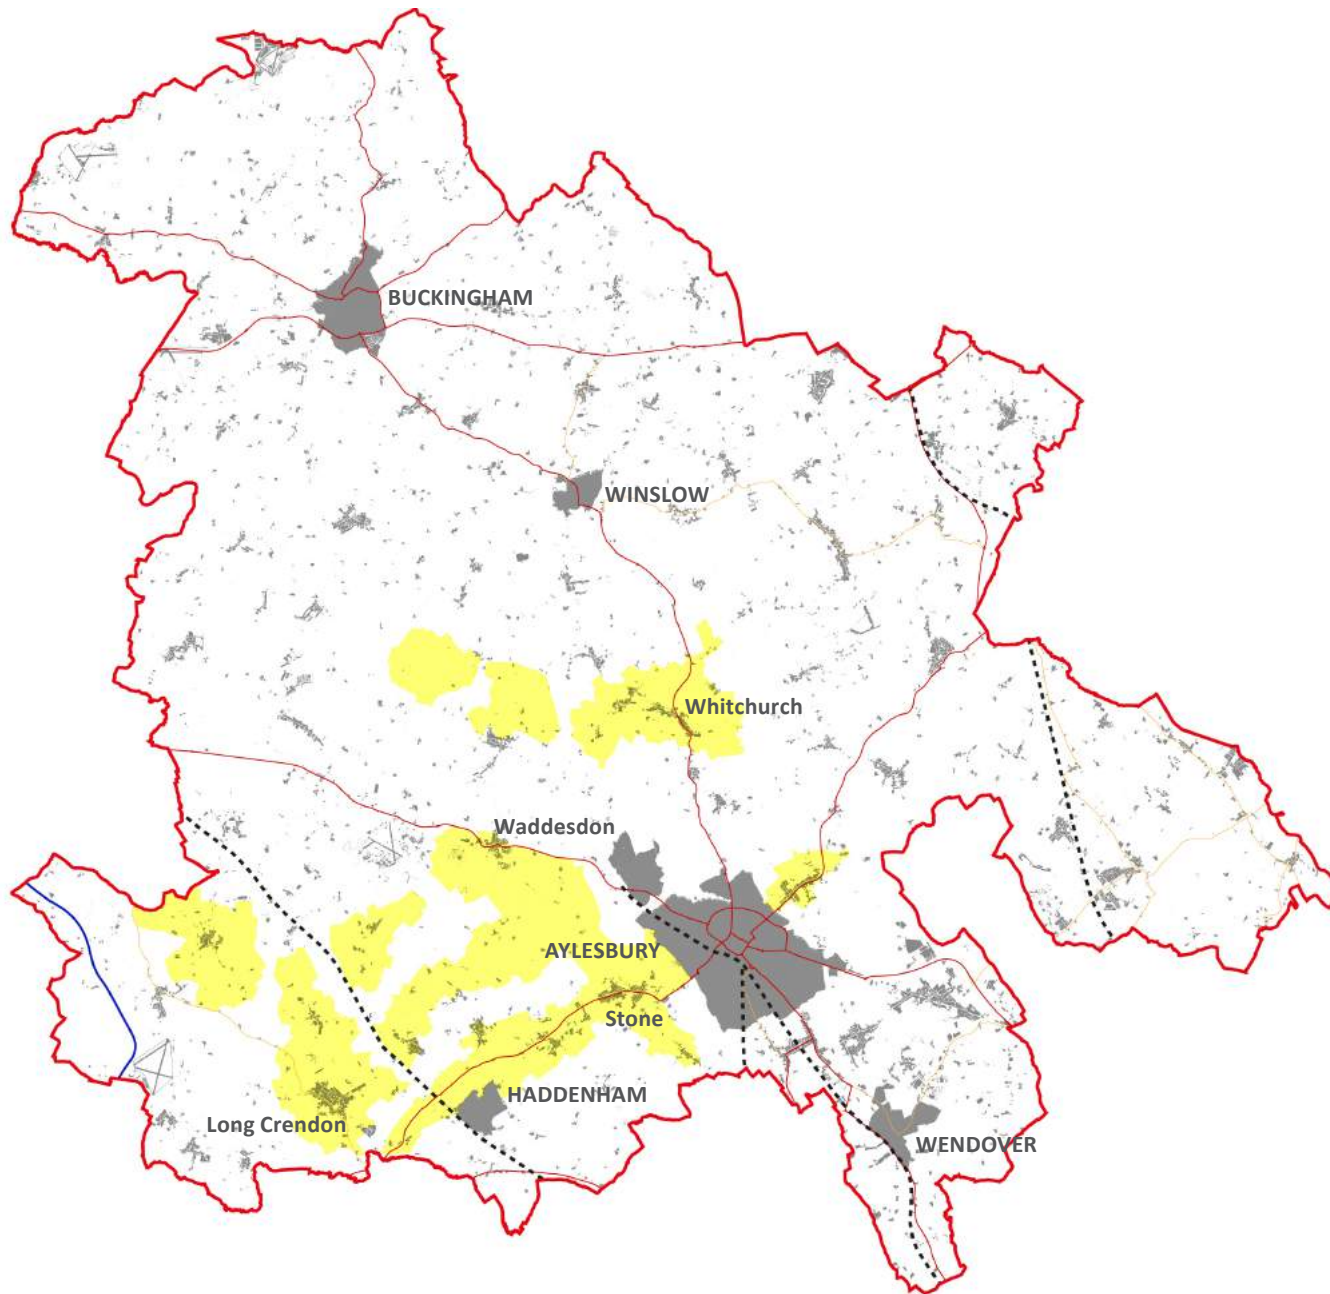 BUCKINGHAM
WINSLOW
Whitchurch
Waddesdon
AYLESBURY
Stone
HADDENHAM
Long Crendon
WENDOVER